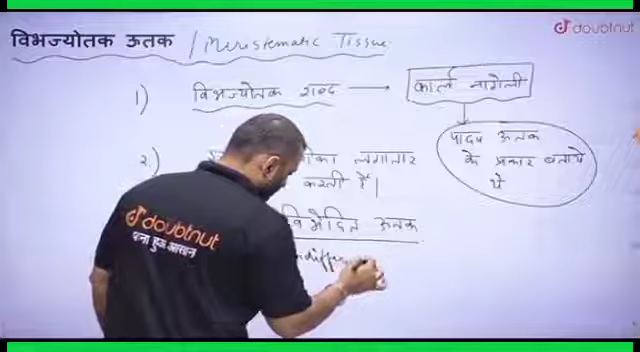 विभज्योतक ऊतक / Meristematic Tissue
doubtnut
1) विभज्योतक शब्द → कार्ल नागेली
पादप ऊतक
के प्रकार बताये
थे
2) लगातार
करती हैं।
विभेदित ऊतक
doubtnut
पढ़ना हुआ आसान